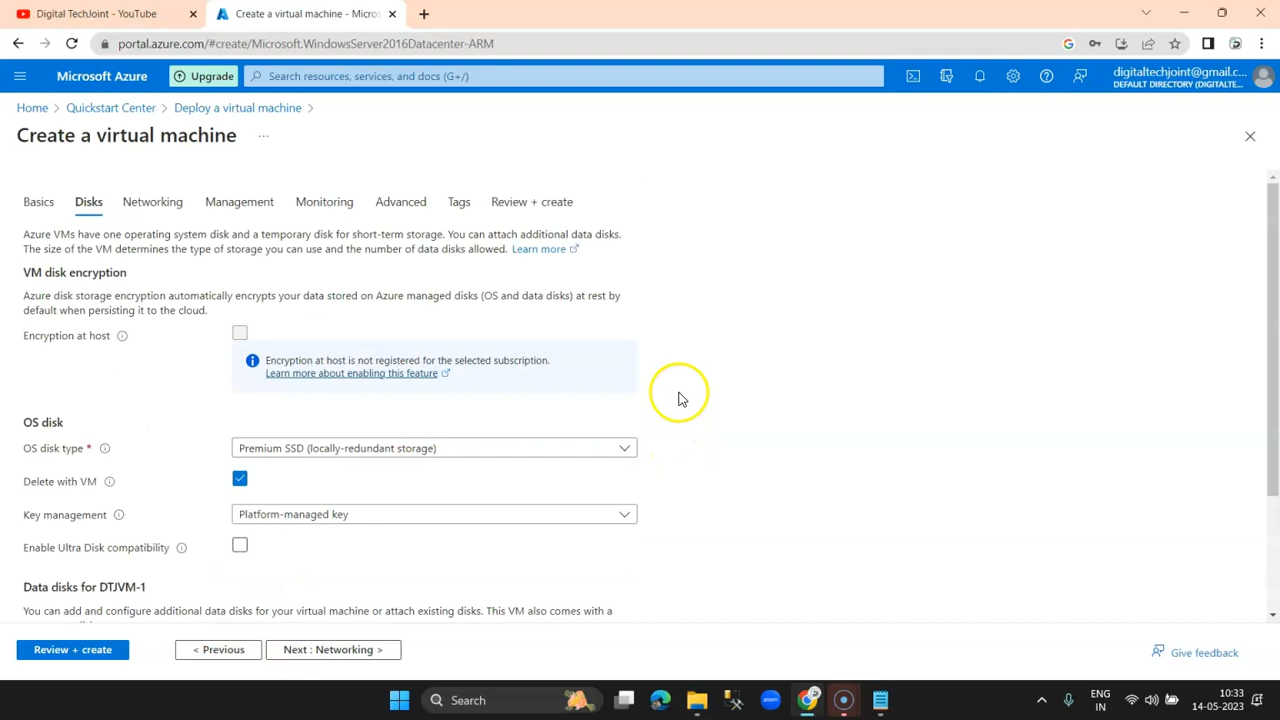 Digital TechJoint - YouTube
Create a virtual machine - Micros
portal.azure.com/#create/Microsoft.WindowsServer2016Datacenter-ARM
Microsoft Azure
Upgrade
Search resources, services, and docs (G+/)
digitaltechjoint@gmail.c...
DEFAULT DIRECTORY (DIGITALTE...
Home > Quickstart Center > Deploy a virtual machine >
Create a virtual machine ...
Basics Disks Networking Management Monitoring Advanced Tags Review + create
Azure VMs have one operating system disk and a temporary disk for short-term storage. You can attach additional data disks.
The size of the VM determines the type of storage you can use and the number of data disks allowed. Learn more
VM disk encryption
Azure disk storage encryption automatically encrypts your data stored on Azure managed disks (OS and data disks) at rest by
default when persisting it to the cloud.
Encryption at host
Encryption at host is not registered for the selected subscription.
Learn more about enabling this feature
OS disk
OS disk type * Premium SSD (locally-redundant storage)
Delete with VM
Key management Platform-managed key
Enable Ultra Disk compatibility
Data disks for DTJVM-1
You can add and configure additional data disks for your virtual machine or attach existing disks. This VM also comes with a
Review + create < Previous Next : Networking > Give feedback
Search
zoom
ENG
IN
10:33
14-05-2023